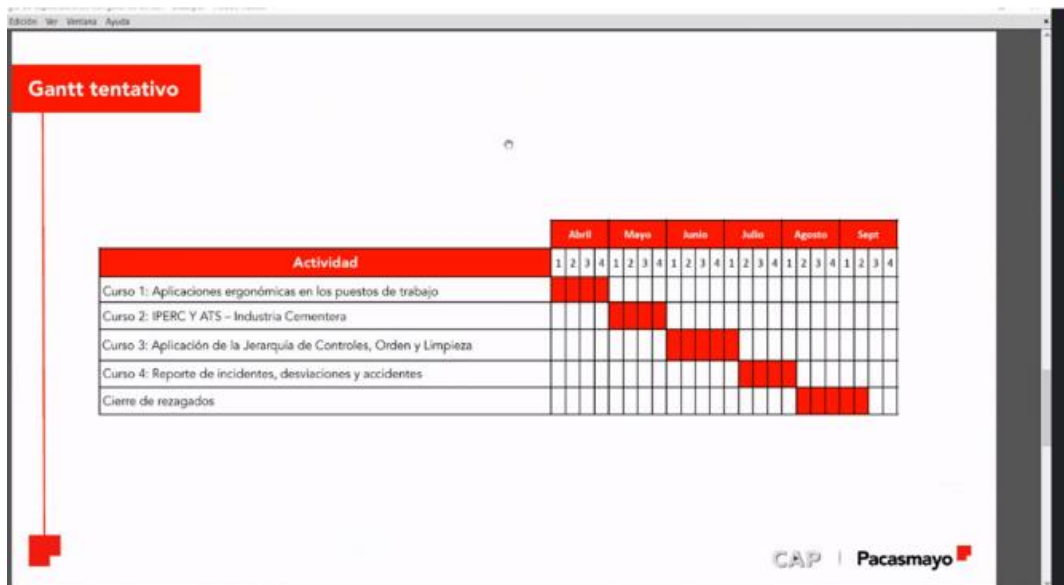 Edición Ver Ventana Ayuda
Gantt tentativo
Abril Mayo Junio Julio Agosto Sept
Actividad 1 2 3 4 1 2 3 4 1 2 3 4 1 2 3 4 1 2 3 4 1 2 3 4
Curso 1: Aplicaciones ergonómicas en los puestos de trabajo
Curso 2: IPERC Y ATS – Industria Cementera
Curso 3: Aplicación de la Jerarquía de Controles, Orden y Limpieza
Curso 4: Reporte de incidentes, desviaciones y accidentes
Cierre de rezagados
CAP | Pacasmayo